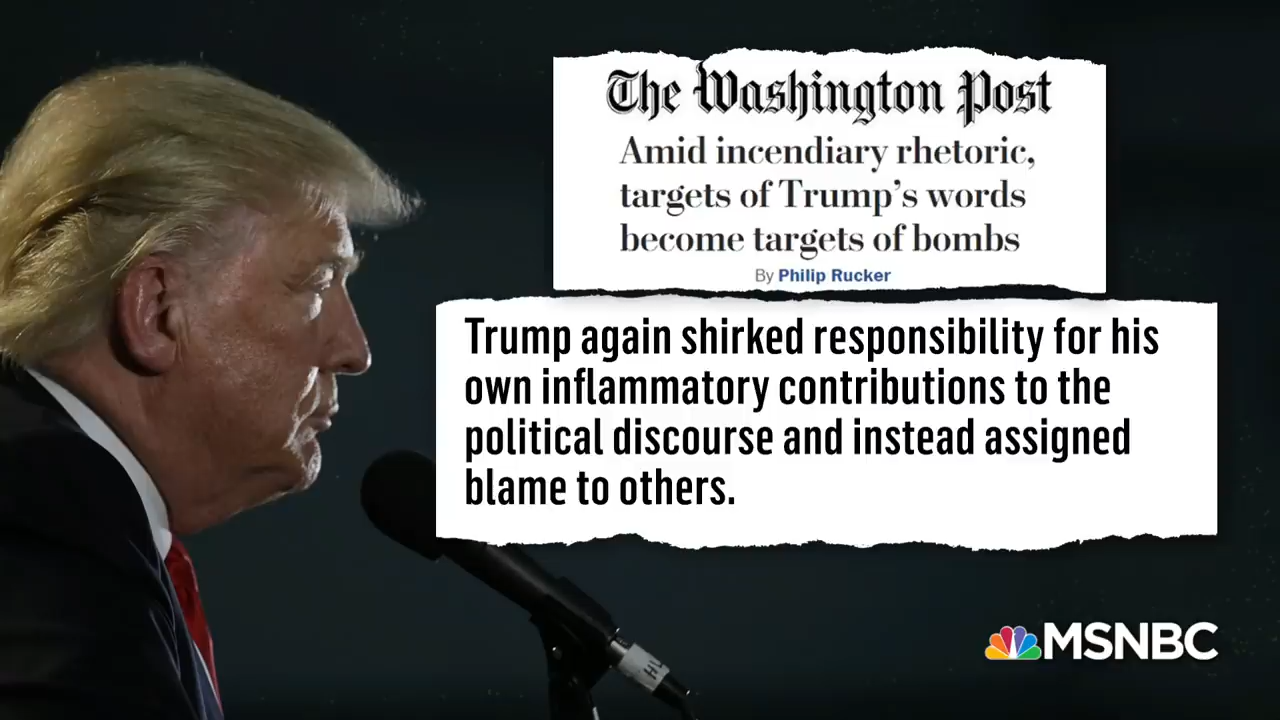 The Washington Post
Amid incendiary rhetoric,
targets of Trump's words
become targets of bombs
By Philip Rucker
Trump again shirked responsibility for his
own inflammatory contributions to the
political discourse and instead assigned
blame to others.
MSNBC